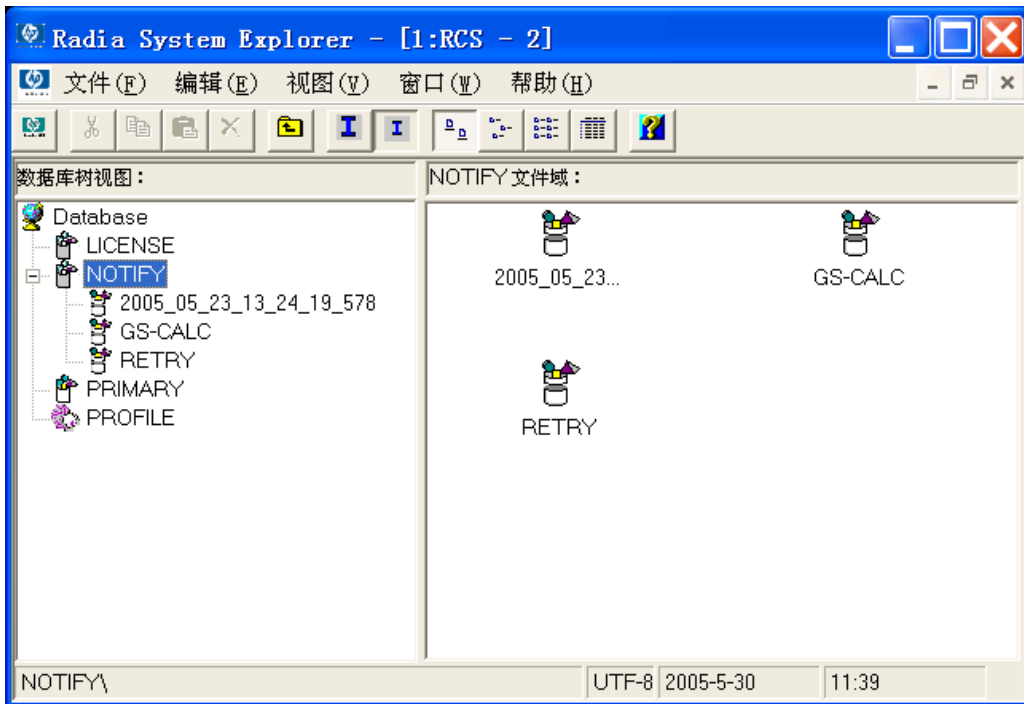 Radia System Explorer - [1:RCS - 2]
文件(F) 编辑(E) 视图(V) 窗口(W) 帮助(H)
数据库树视图：
NOTIFY 文件域：
Database
LICENSE
NOTIFY
2005_05_23_13_24_19_578
GS-CALC
RETRY
PRIMARY
PROFILE
2005_05_23...
GS-CALC
RETRY
NOTIFY\ UTF-8 2005-5-30 11:39